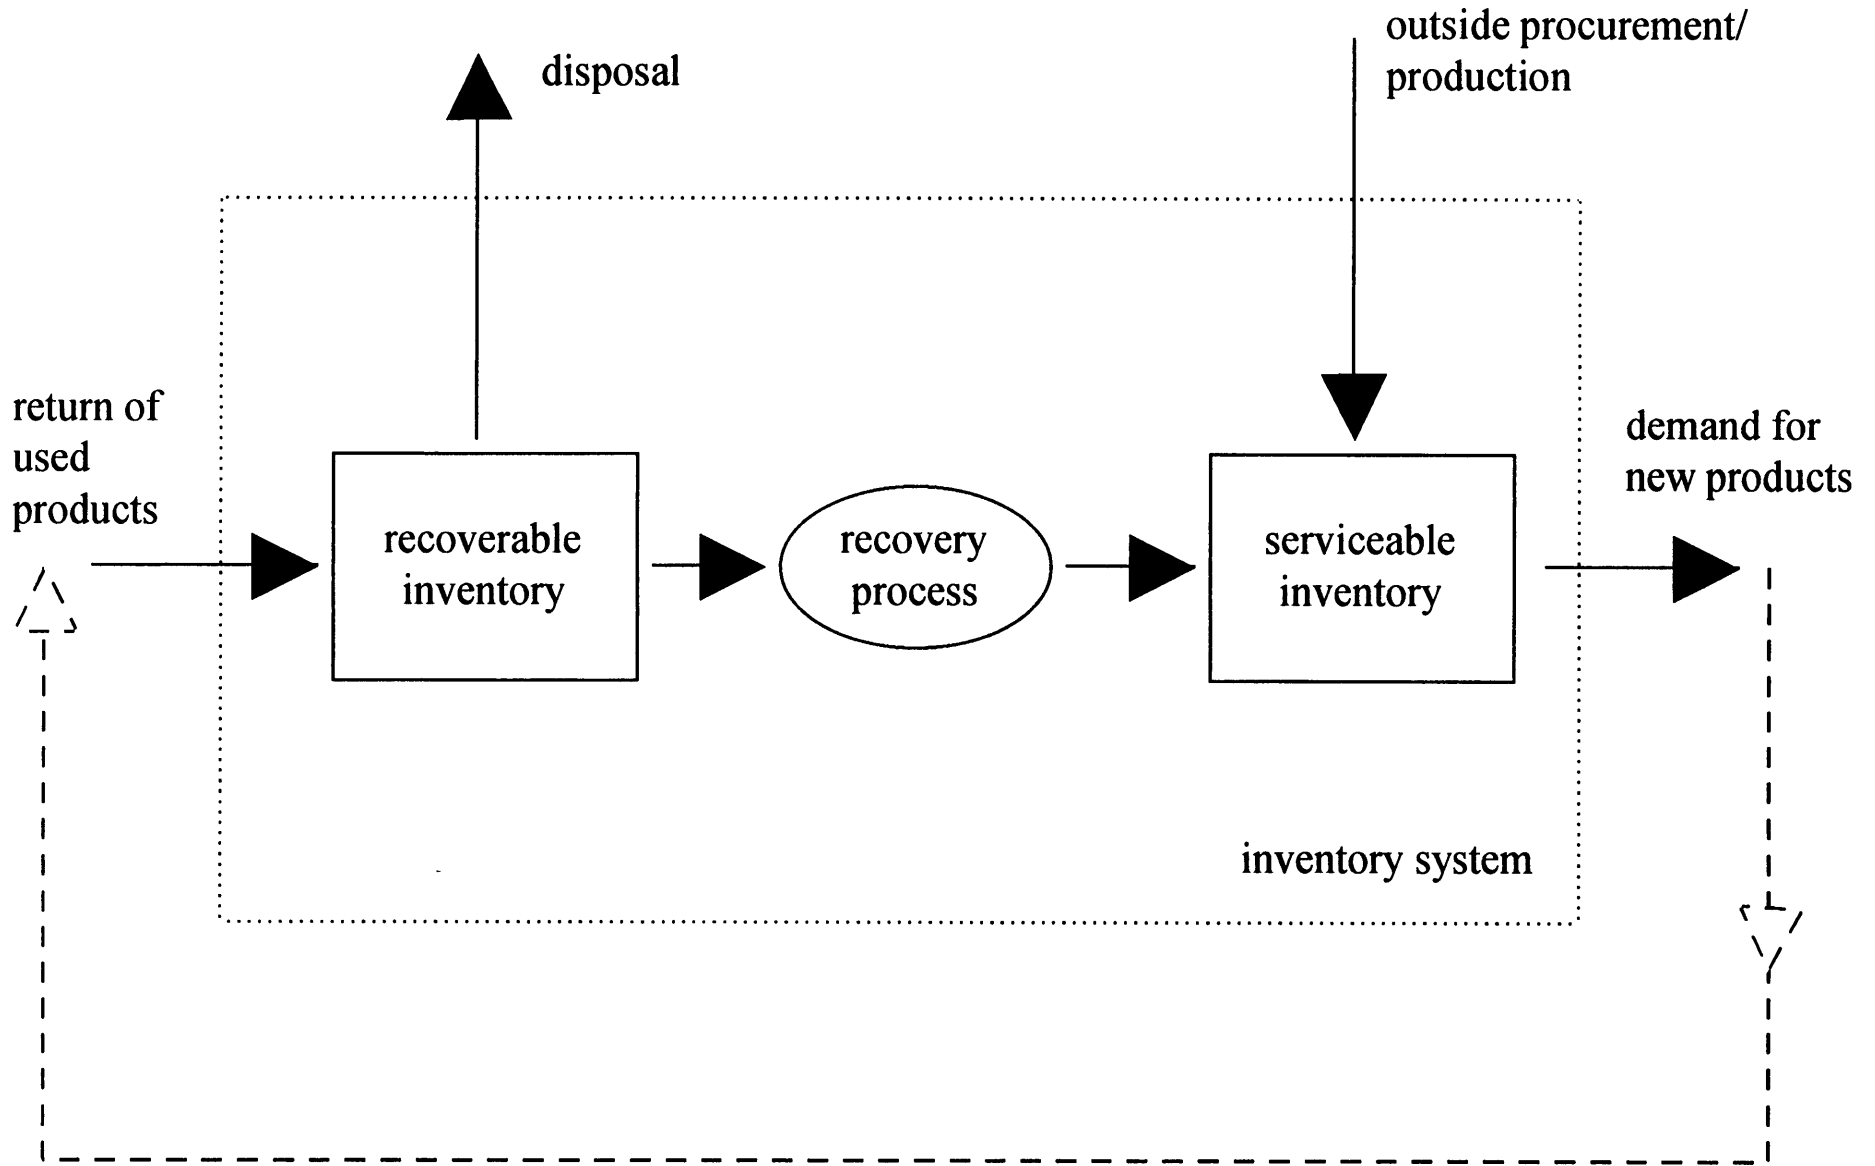 outside procurement/
production
disposal
return of
used
products
demand for
new products
recoverable
inventory
recovery
process
serviceable
inventory
inventory system